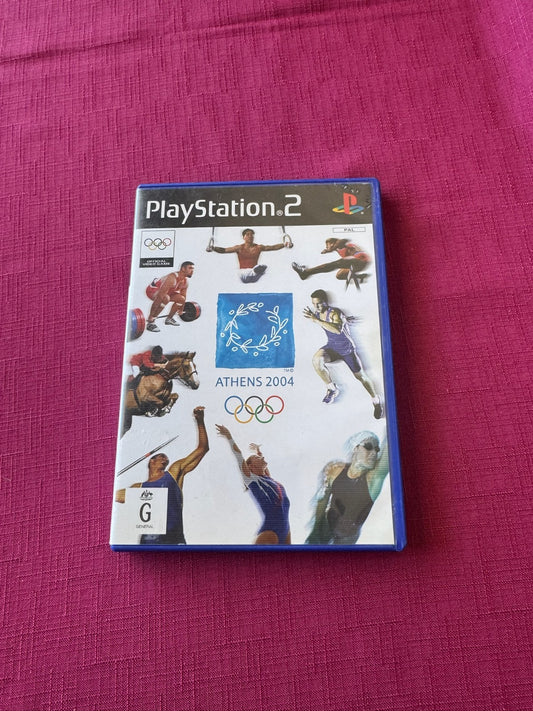 PlayStation®2
PAL
OFFICIAL
VIDEO GAME
TM©
ATHENS 2004
G
GENERAL